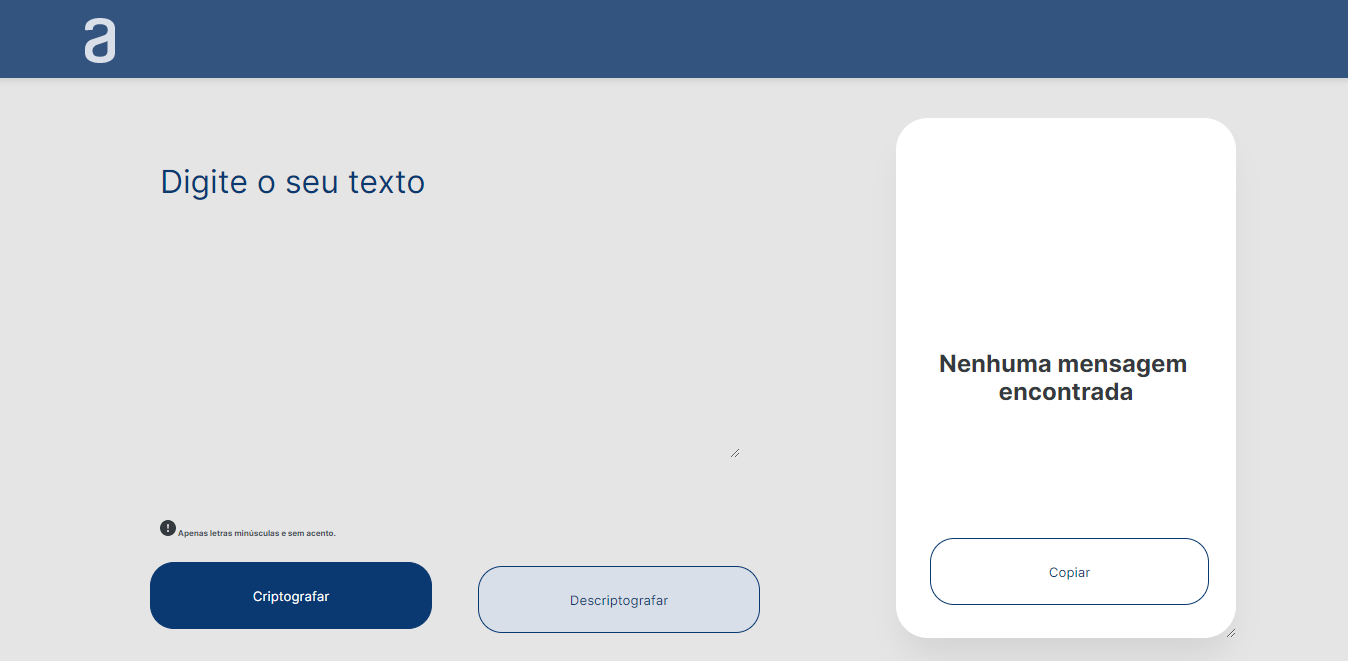 a
Digite o seu texto
Nenhuma mensagem
encontrada
Apenas letras minúsculas e sem acento.
Criptografar
Descriptografar
Copiar